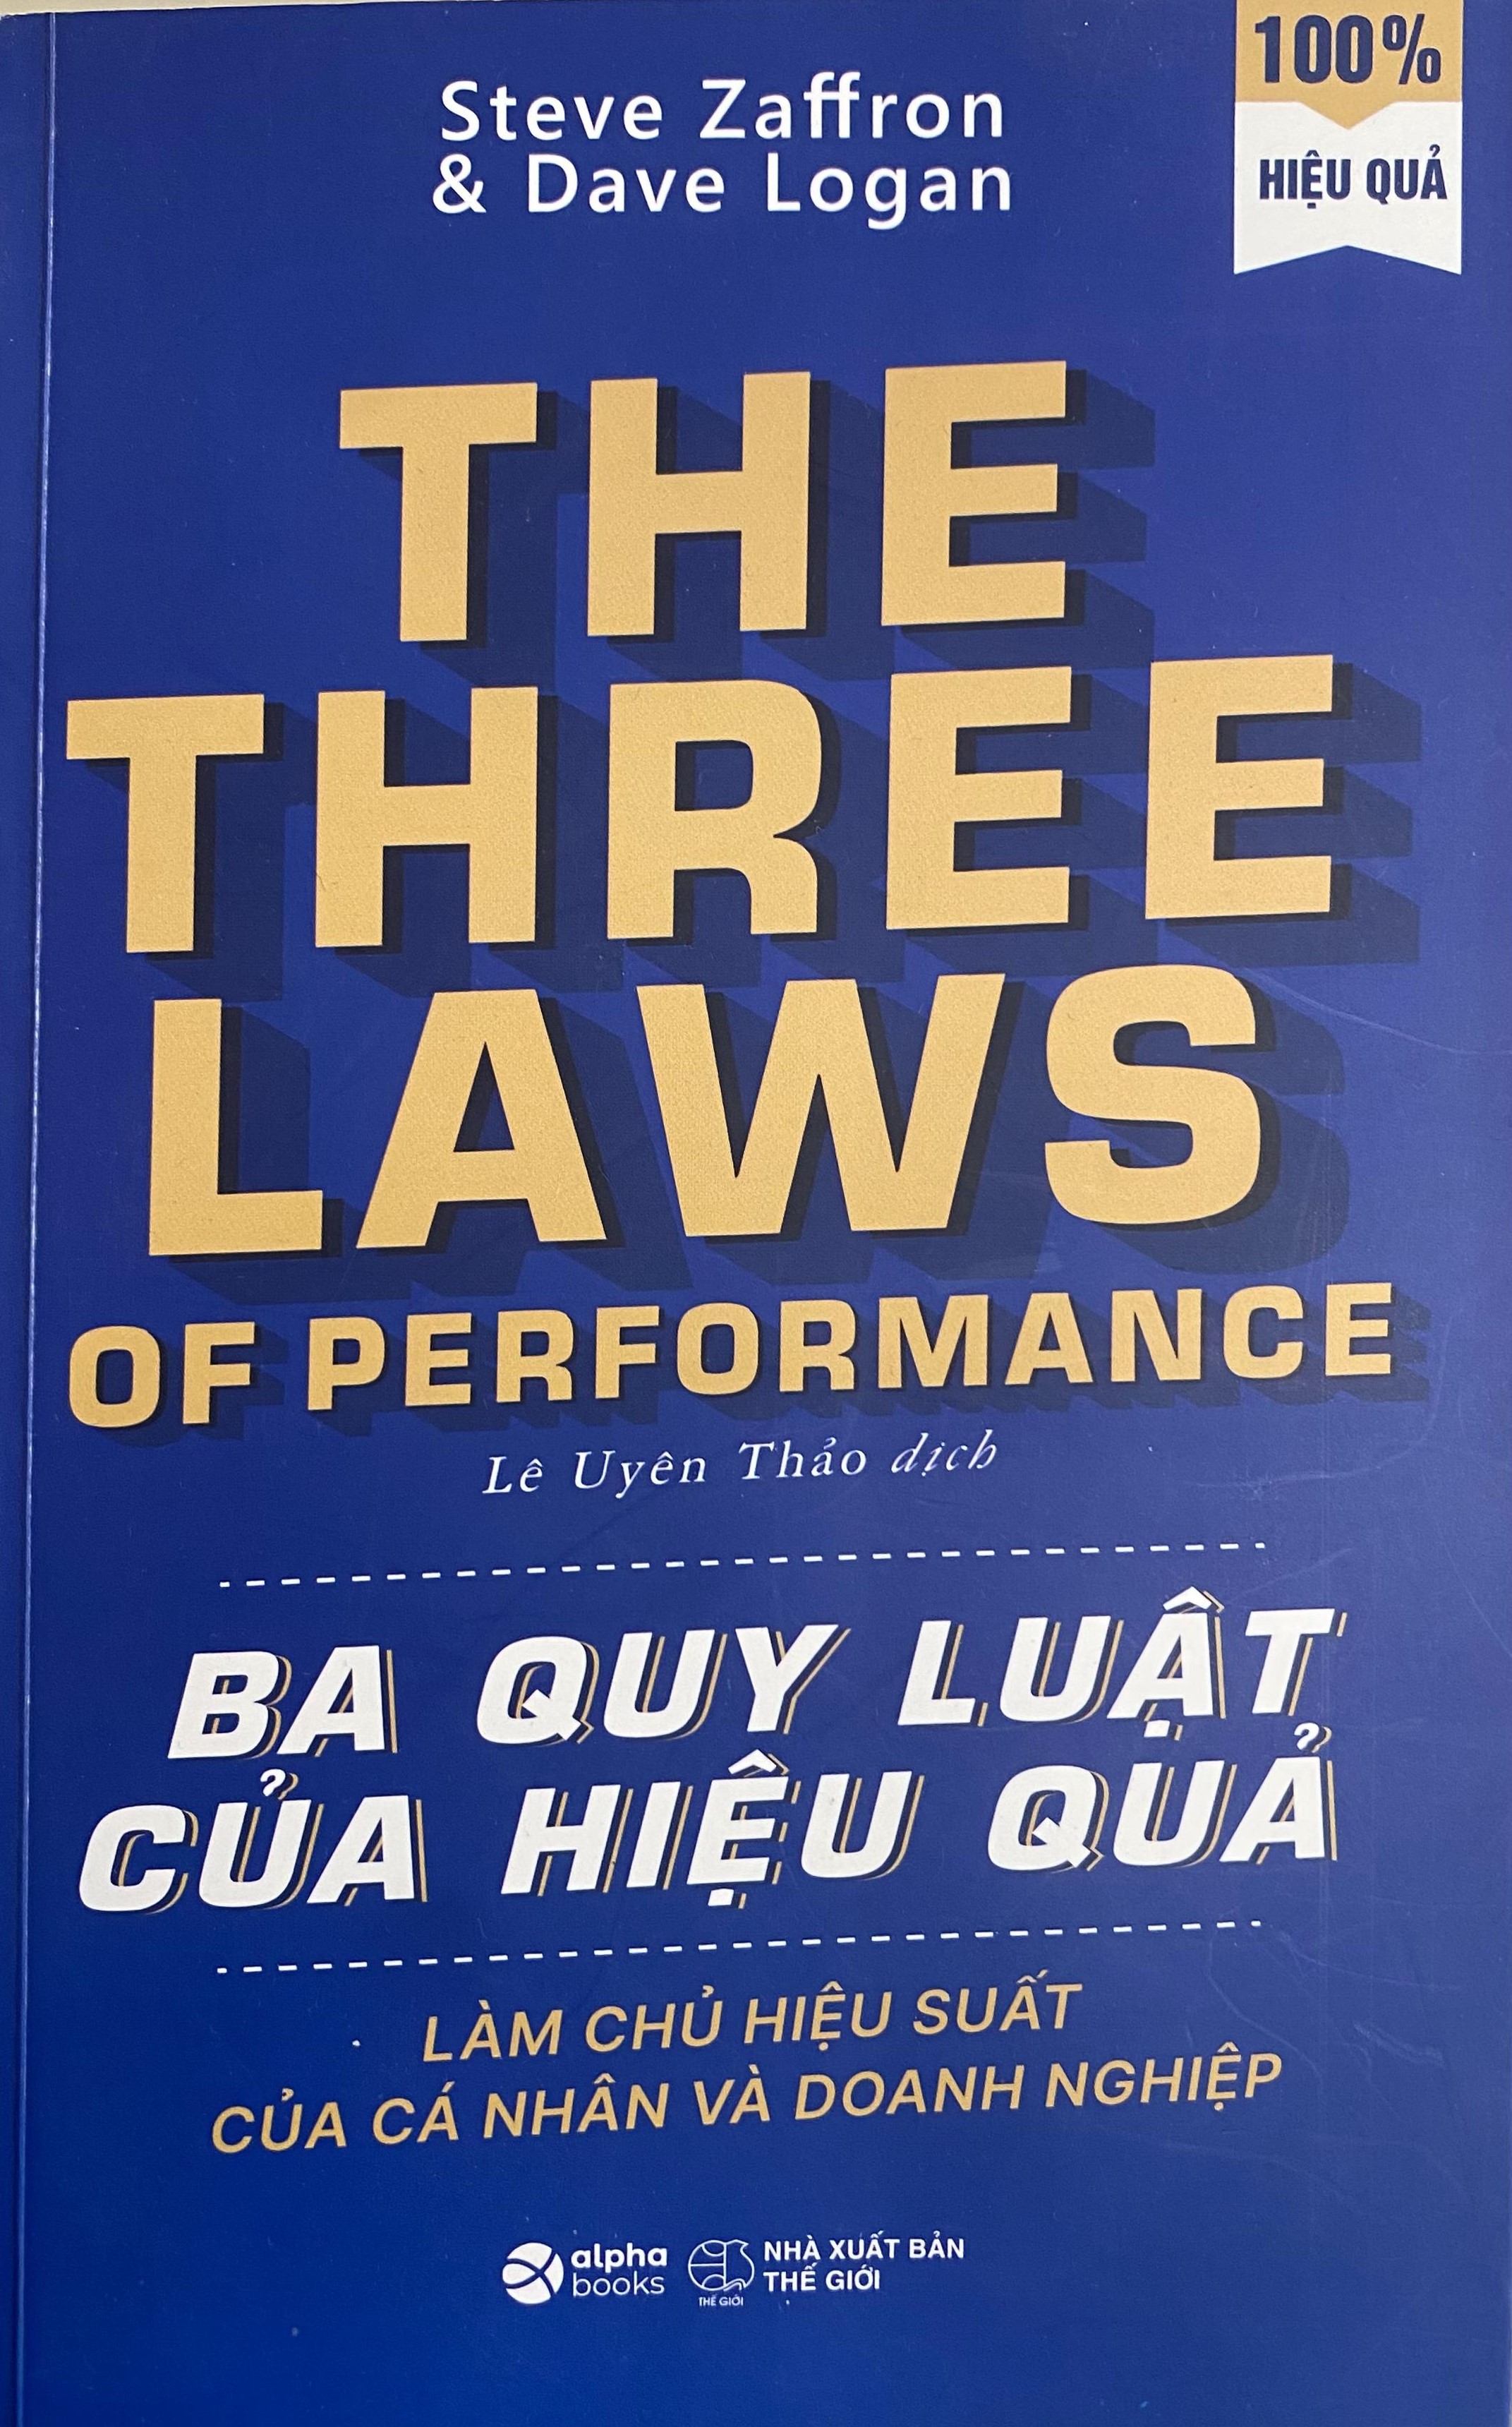 100%
HIỆU QUẢ
Steve Zaffron
& Dave Logan
THE
THREE
LAWS
OF PERFORMANCE
Lê Uyên Thảo dịch
BA QUY LUẬT
CỦA HIỆU QUẢ
LÀM CHỦ HIỆU SUẤT
CỦA CÁ NHÂN VÀ DOANH NGHIỆP
alpha
books
THẾ GIỚI
NHÀ XUẤT BẢN
THẾ GIỚI